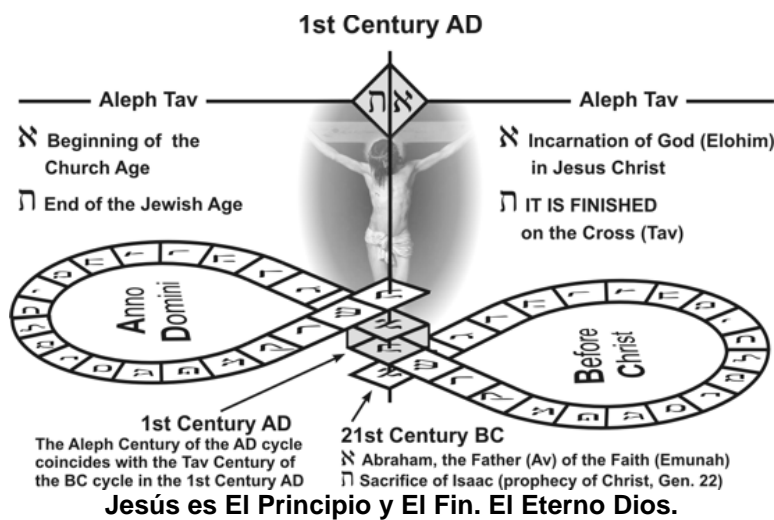 1st Century AD
את
Aleph Tav
א Beginning of the
Church Age
ת End of the Jewish Age
Aleph Tav
א Incarnation of God (Elohim)
in Jesus Christ
ת IT IS FINISHED
on the Cross (Tav)
Anno
Domini
Before
Christ
1st Century AD
The Aleph Century of the AD cycle
coincides with the Tav Century of
the BC cycle in the 1st Century AD
21st Century BC
א Abraham, the Father (Av) of the Faith (Emunah)
ת Sacrifice of Isaac (prophecy of Christ, Gen. 22)
Jesús es El Principio y El Fin. El Eterno Dios.